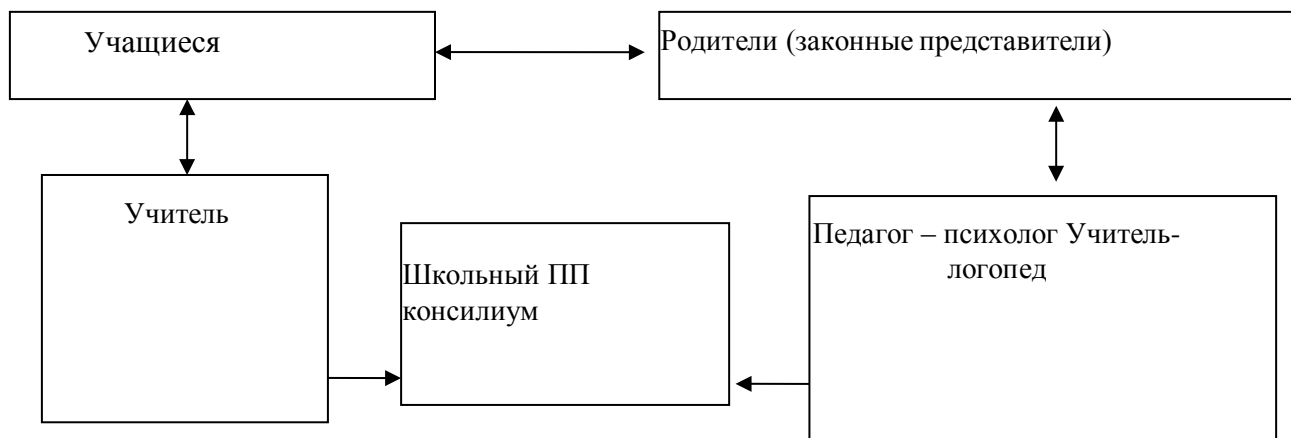 Учащиеся
Родители (законные представители)
Учитель
Педагог – психолог Учитель-
логопед
Школьный ПП
консилиум